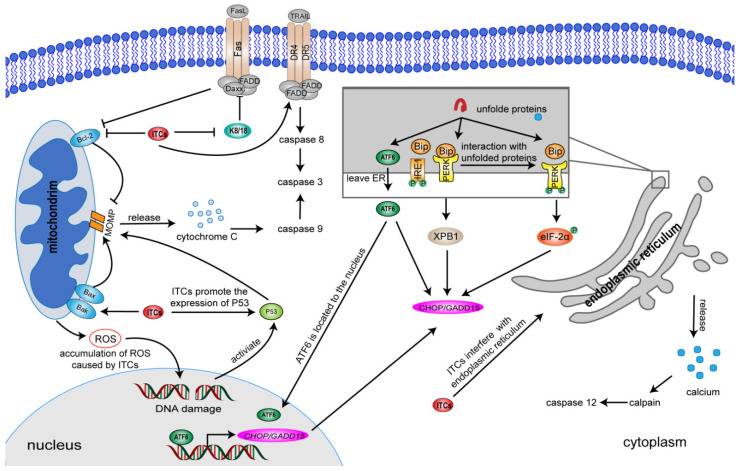 FasL
TRAIL
Fas
DR4
DR5
FADD
Daxx
FADD
FADD
Bcl-2
ITCs
K8/18
caspase 8
unfolde proteins
Bip
Bip
Bip
interaction with
unfolded proteins
ATF6
IRE1
PERK
PERK
P
P
P
P
leave ER
mitochondrim
MOMP
release
cytochrome C
caspase 3
caspase 9
ATF6
XPB1
eIF-2α
P
endoplasmic reticulum
Bax
Bak
ITCs
ITCs promote the
expression of P53
P53
ATF6 is located to the nucleus
CHOP/GADD15
release
ROS
accumulation of ROS
caused by ITCs
activiate
ITCs interfere with
endoplasmic reticulum
calcium
DNA damage
ITCs
caspase 12
calpain
ATF6
ATF6
CHOP/GADD15
nucleus
cytoplasm